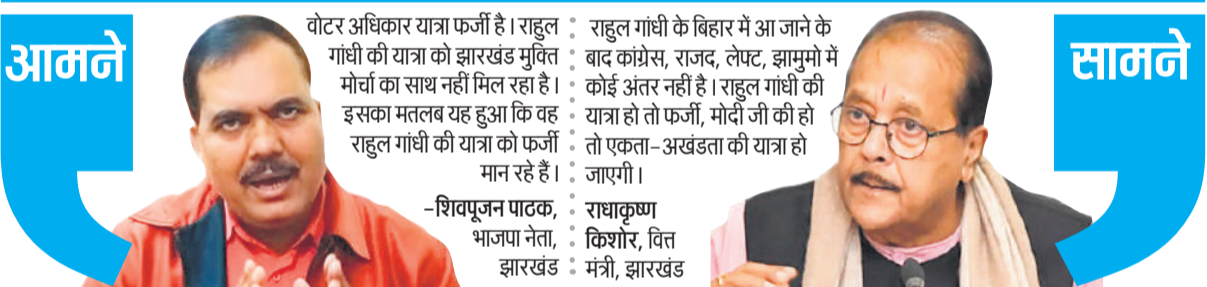 आमने
वोटर अधिकार यात्रा फर्जी है। राहुल
गांधी की यात्रा को झारखंड मुक्ति
मोर्चा का साथ नहीं मिल रहा है।
इसका मतलब यह हुआ कि वह
राहुल गांधी की यात्रा को फर्जी
मान रहे हैं।
-शिवपूजन पाठक,
भाजपा नेता,
झारखंड
राहुल गांधी के बिहार में आ जाने के
बाद कांग्रेस, राजद, लेफ्ट, झामुमो में
कोई अंतर नहीं है। राहुल गांधी की
यात्रा हो तो फर्जी, मोदी जी की हो
तो एकता-अखंडता की यात्रा हो
जाएगी।
राधाकृष्ण
किशोर, वित्त
मंत्री, झारखंड
सामने